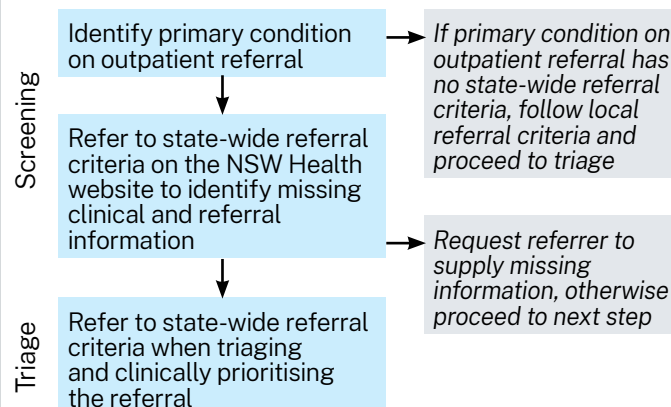 Screening
Identify primary condition
on outpatient referral
If primary condition on
outpatient referral has
no state-wide referral
criteria, follow local
referral criteria and
proceed to triage
Refer to state-wide referral
criteria on the NSW Health
website to identify missing
clinical and referral
information
Request referrer to
supply missing
information, otherwise
proceed to next step
Triage
Refer to state-wide referral
criteria when triaging
and clinically prioritising
the referral